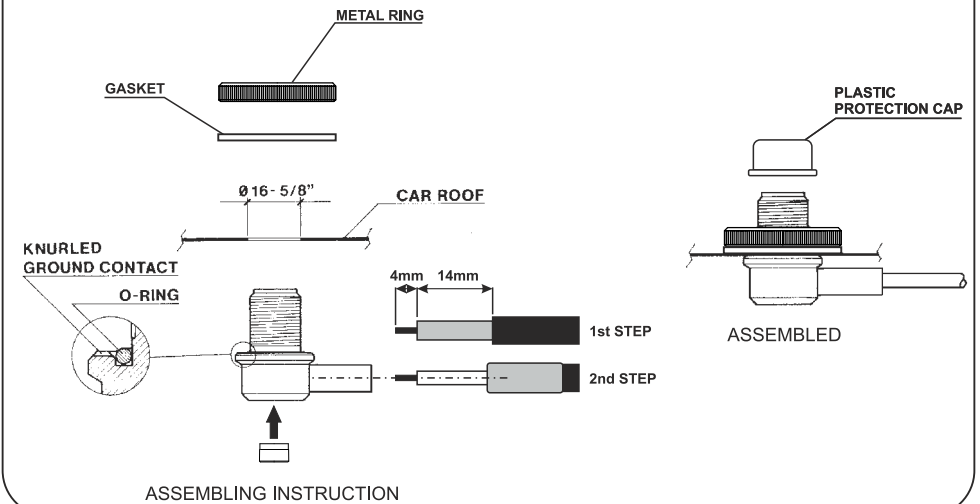 METAL RING
GASKET
PLASTIC
PROTECTION CAP
Ø 16 - 5/8"
CAR ROOF
KNURLED
GROUND CONTACT
O-RING
4mm
14mm
1st STEP
2nd STEP
ASSEMBLED
ASSEMBLING INSTRUCTION